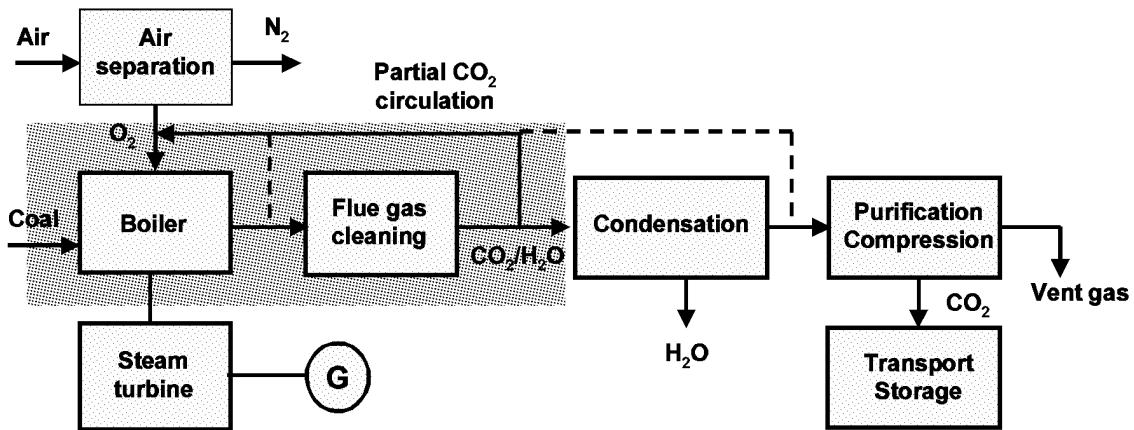 Air
Air
separation
N₂
Partial CO₂
circulation
O₂
Coal
Boiler
Flue gas
cleaning
CO₂/H₂O
Condensation
Purification
Compression
Vent gas
H₂O
CO₂
Steam
turbine
G
Transport
Storage